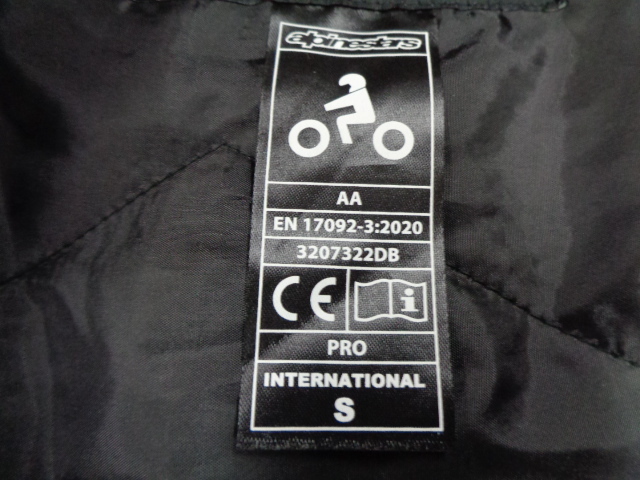 alpinestars
AA
EN 17092-3:2020
3207322DB
CE i
PRO
INTERNATIONAL
S